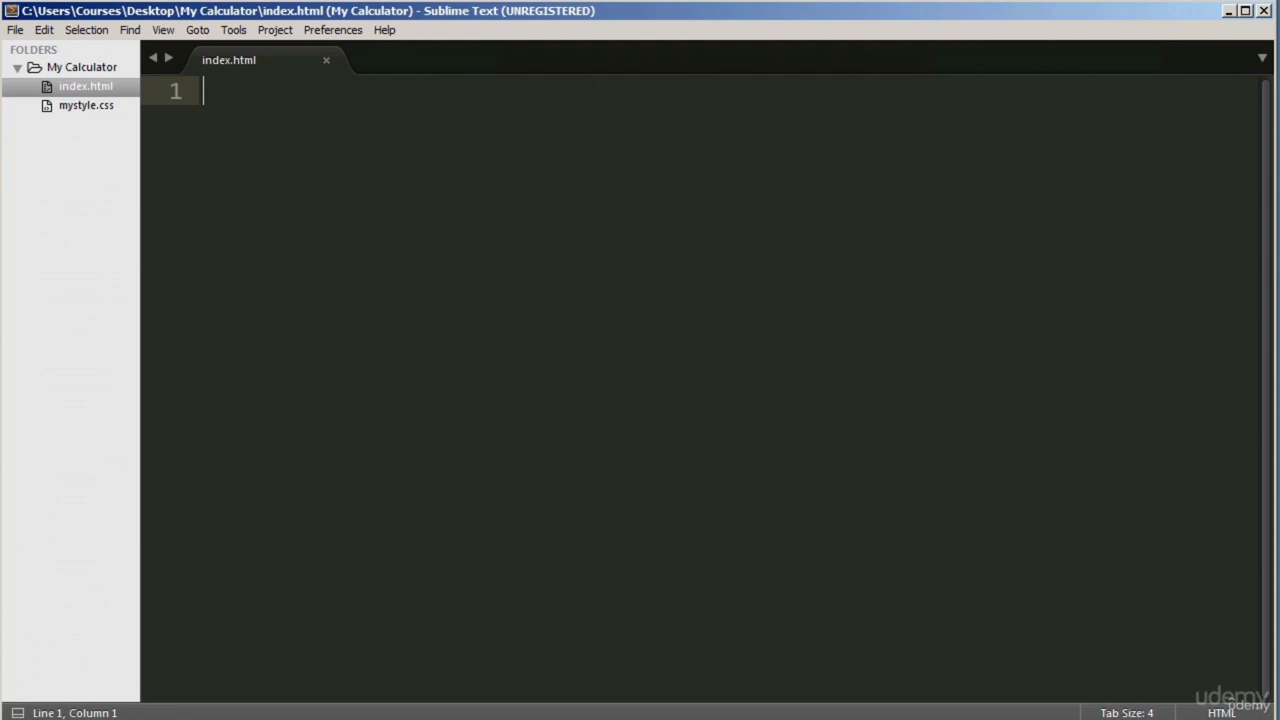 C:\Users\Courses\Desktop\My Calculator\index.html (My Calculator) - Sublime Text (UNREGISTERED)
File Edit Selection Find View Goto Tools Project Preferences Help
FOLDERS
My Calculator
index.html
mystyle.css
index.html
1
Line 1, Column 1
Tab Size: 4
HTML
udemy
udemy